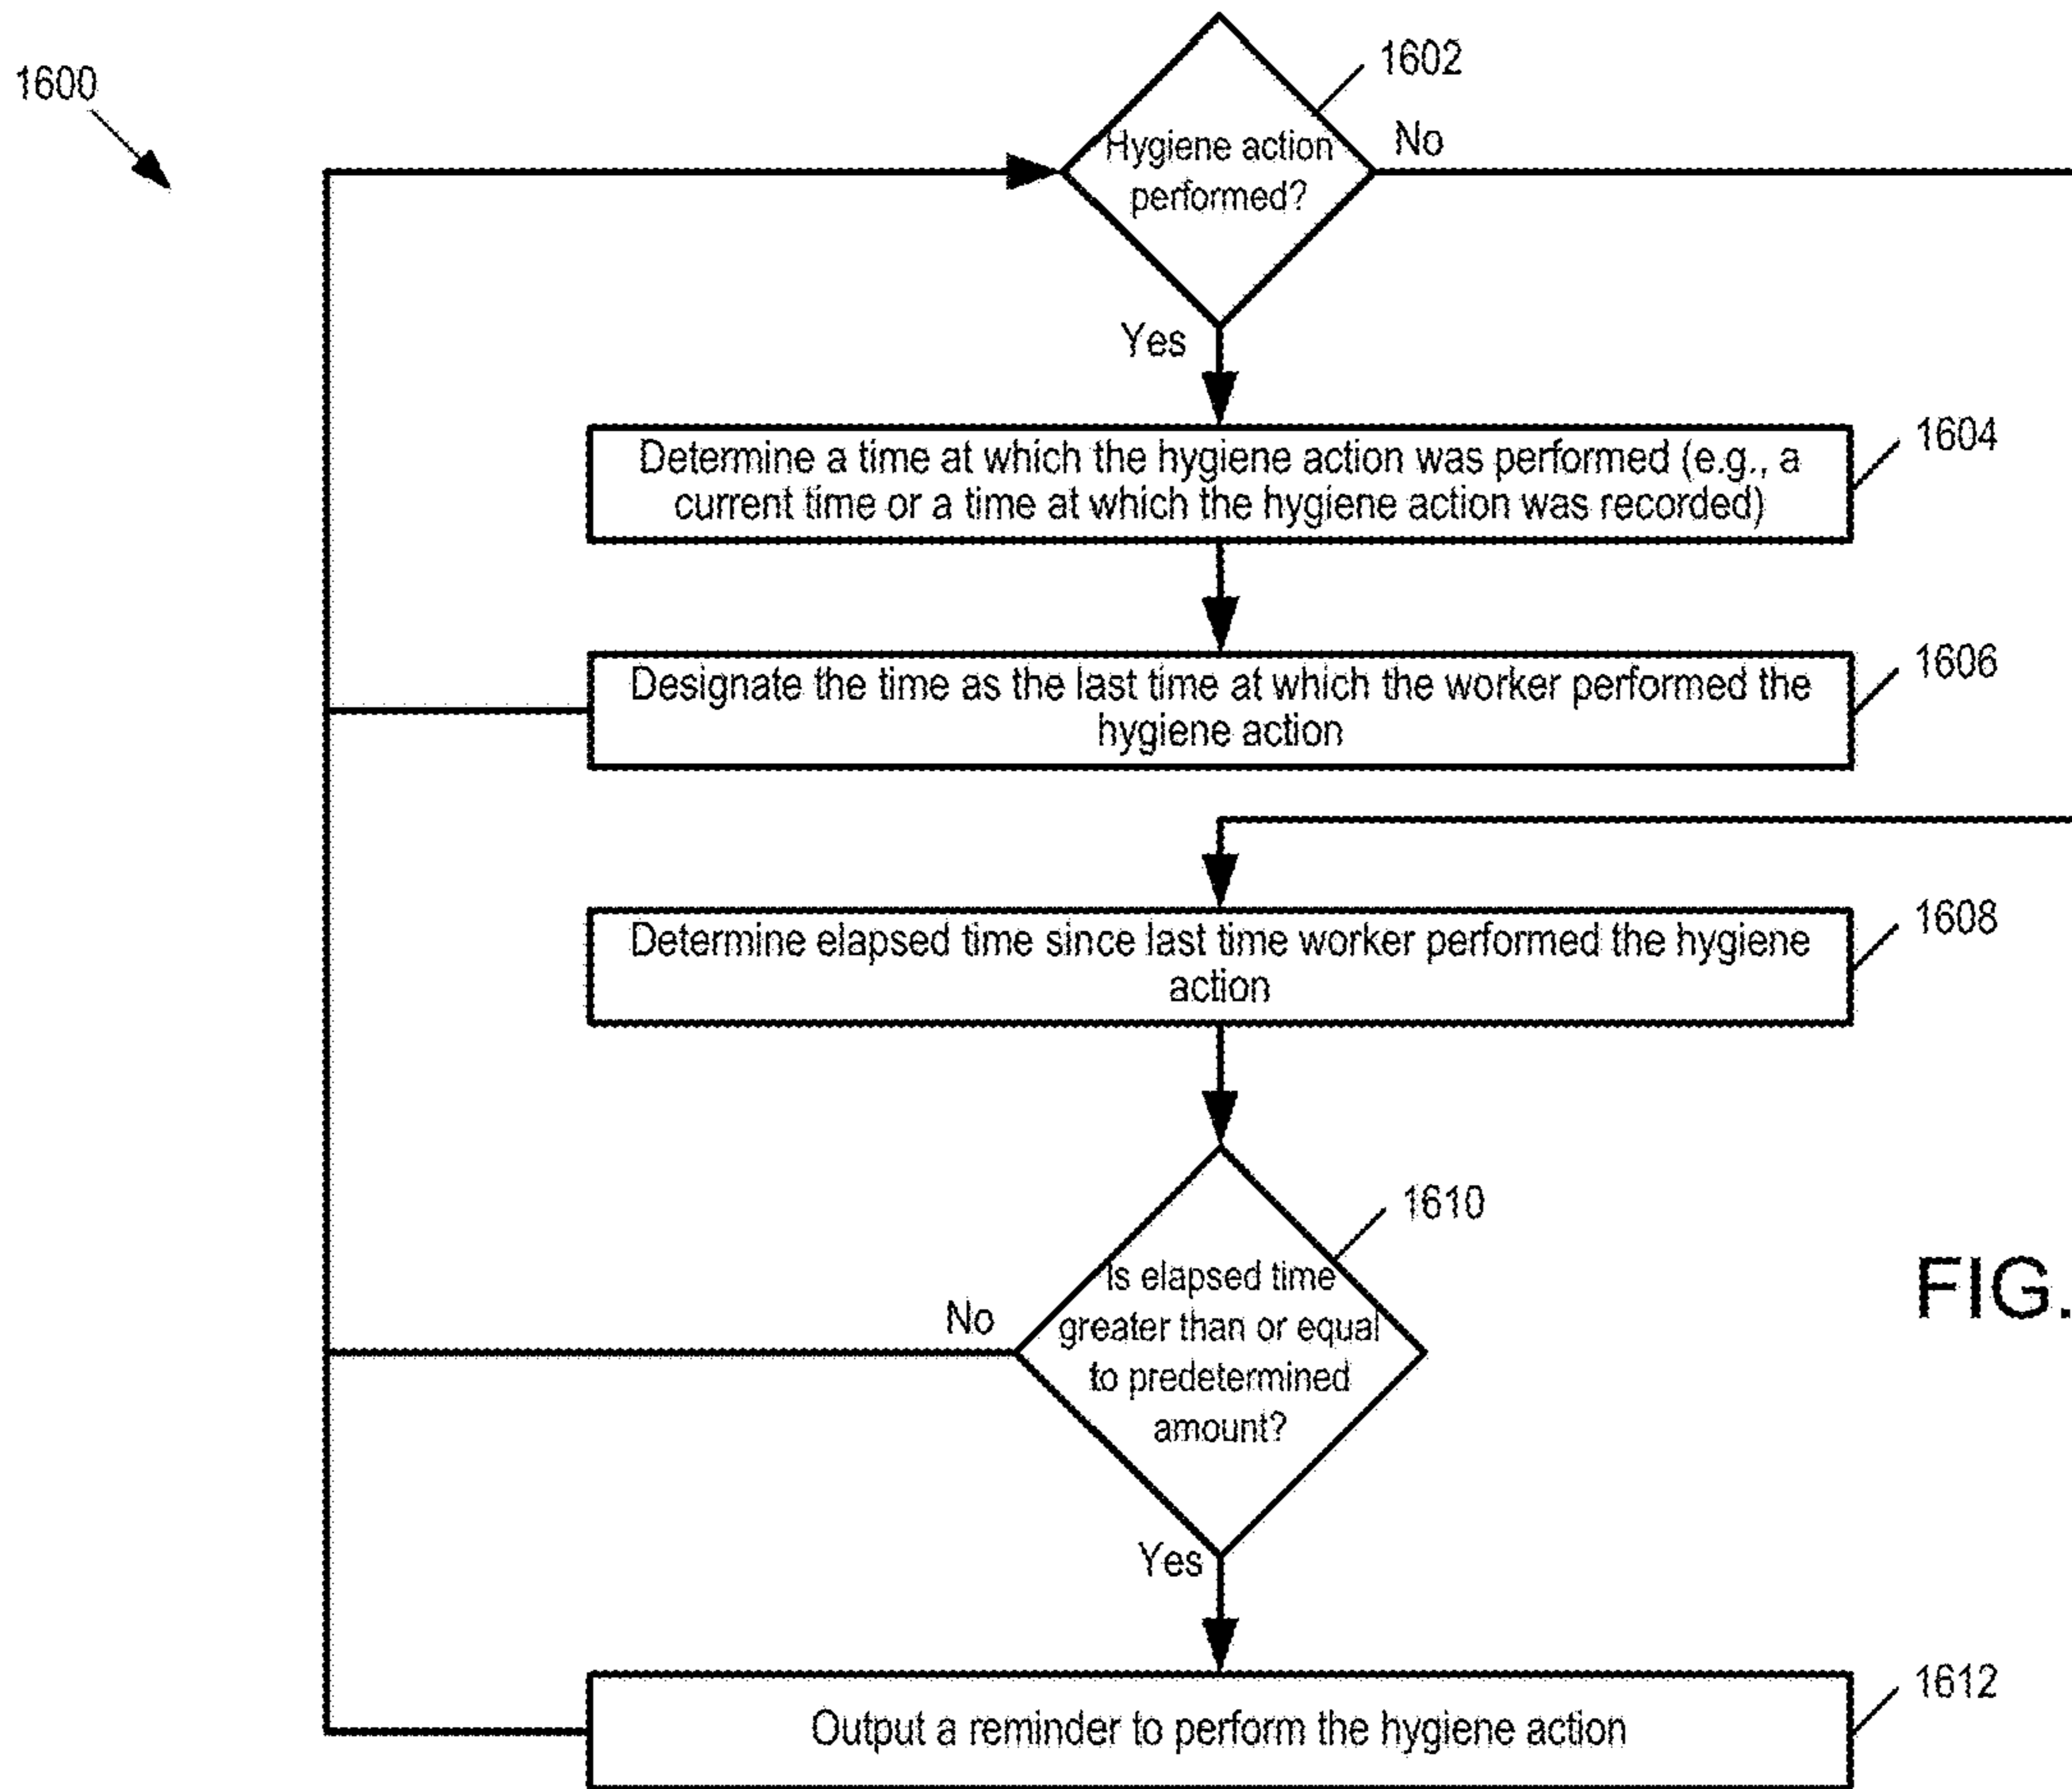 1600
1602
Hygiene action
performed?
No
Yes
Determine a time at which the hygiene action was performed (e.g., a
current time or a time at which the hygiene action was recorded)
1604
Designate the time as the last time at which the worker performed the
hygiene action
1606
Determine elapsed time since last time worker performed the hygiene
action
1608
1610
Is elapsed time
greater than or equal
to predetermined
amount?
No
FIG.
Yes
Output a reminder to perform the hygiene action
1612